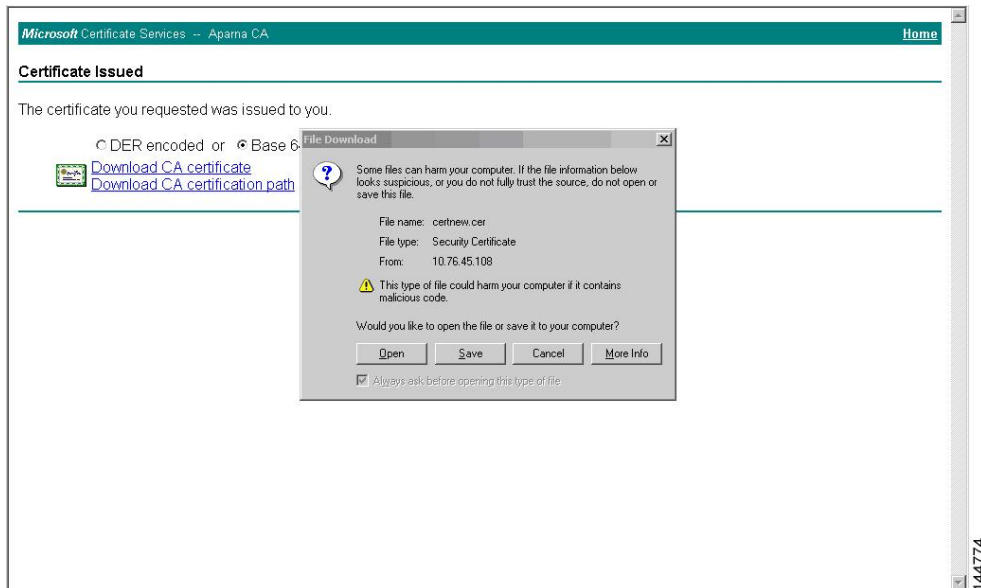 Microsoft Certificate Services -- Aparna CA Home
Certificate Issued
The certificate you requested was issued to you.
DER encoded or Base 6
Download CA certificate
Download CA certification path
File Download
Some files can harm your computer. If the file information below
looks suspicious, or you do not fully trust the source, do not open or
save this file.
File name: certnew.cer
File type: Security Certificate
From: 10.76.45.108
This type of file could harm your computer if it contains
malicious code.
Would you like to open the file or save it to your computer?
Open Save Cancel More Info
Always ask before opening this type of file
144774